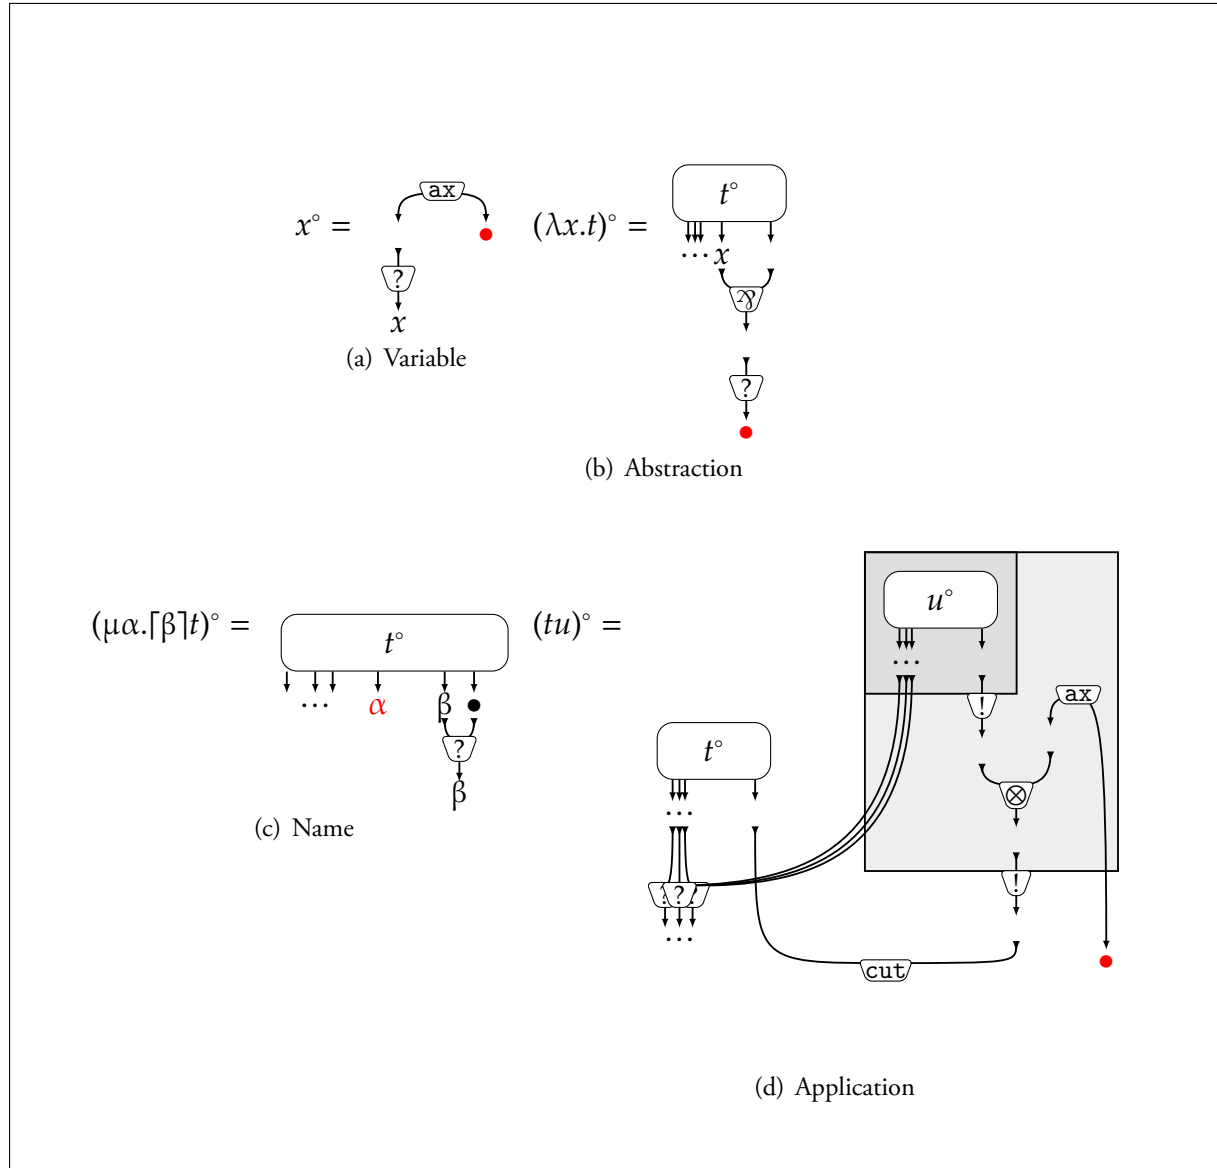 ax
x° =
(λx.t)° =
t°
... x
?
x
⅋
(a) Variable
?
(b) Abstraction
(μα.⌈β⌉t)° =
t°
... α β
?
β
(c) Name
(tu)° =
u°
...
! ax
t°
⊗
...
? ? ?
!
...
cut
(d) Application